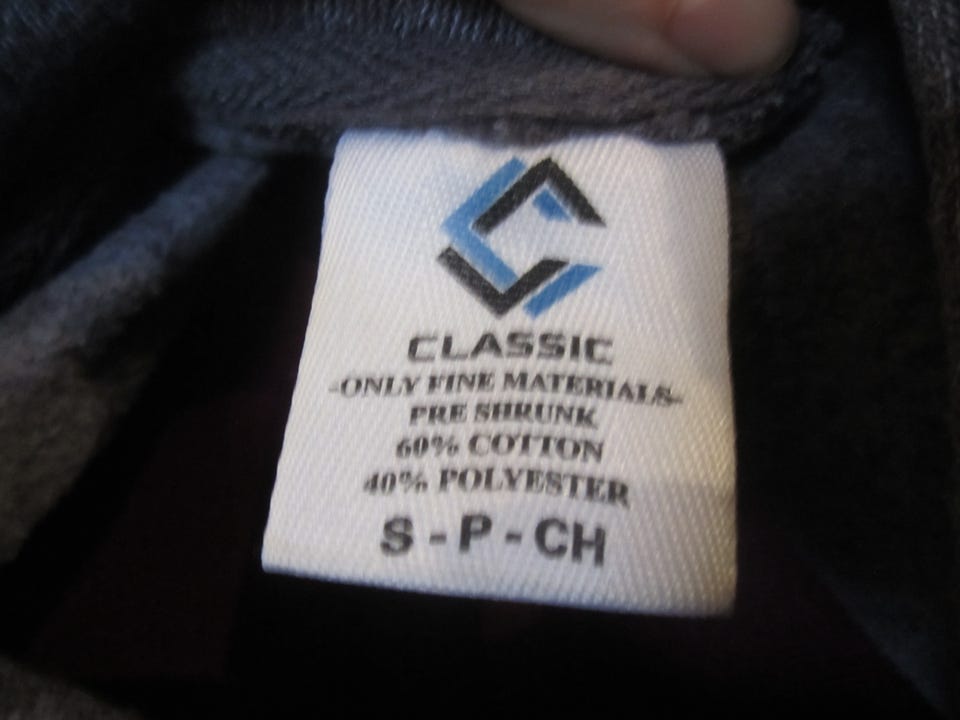 CLASSIC
-ONLY FINE MATERIALS-
PRE SHRUNK
60% COTTON
40% POLYESTER
S - P - CH